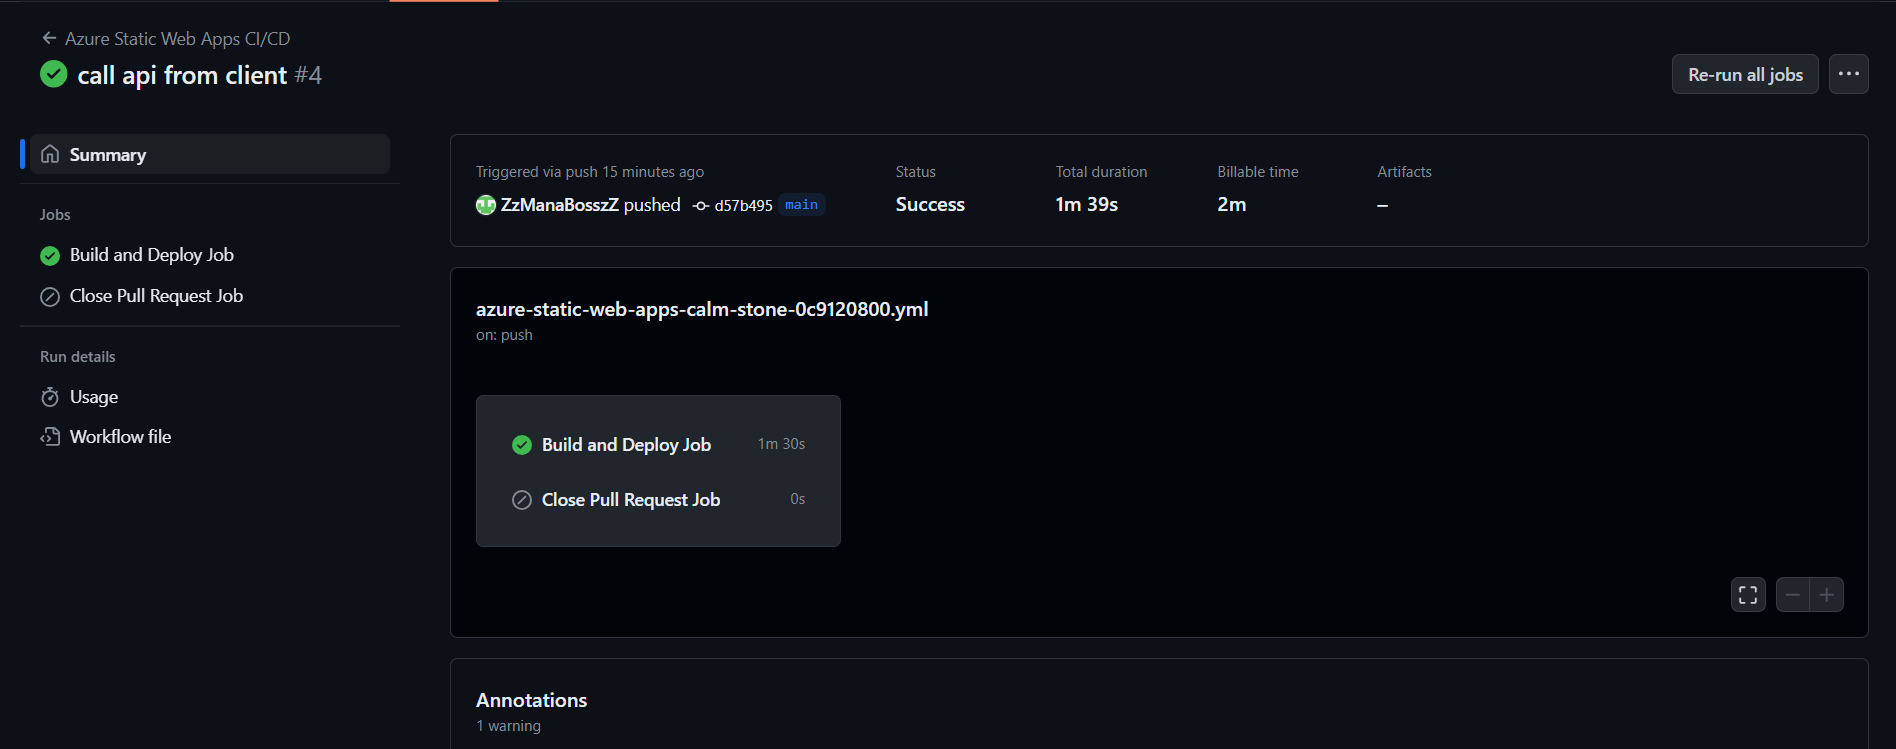 Azure Static Web Apps CI/CD
call api from client #4
Re-run all jobs
Summary
Jobs
Build and Deploy Job
Close Pull Request Job
Run details
Usage
Workflow file
Triggered via push 15 minutes ago
ZzManaBosszZ pushed d57b495 main
Status
Success
Total duration
1m 39s
Billable time
2m
Artifacts
–
azure-static-web-apps-calm-stone-0c9120800.yml
on: push
Build and Deploy Job 1m 30s
Close Pull Request Job 0s
Annotations
1 warning